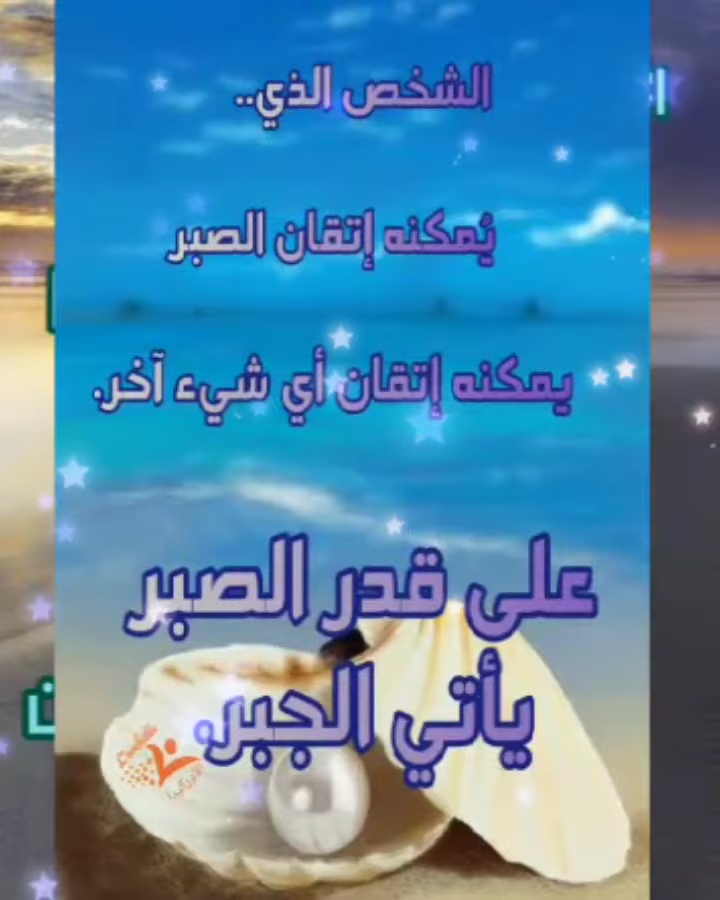 الشخص الذي..
يُمكنه إتقان الصبر
يمكنه إتقان أي شيء آخر.
على قدر الصبر
يأتي الجبر.